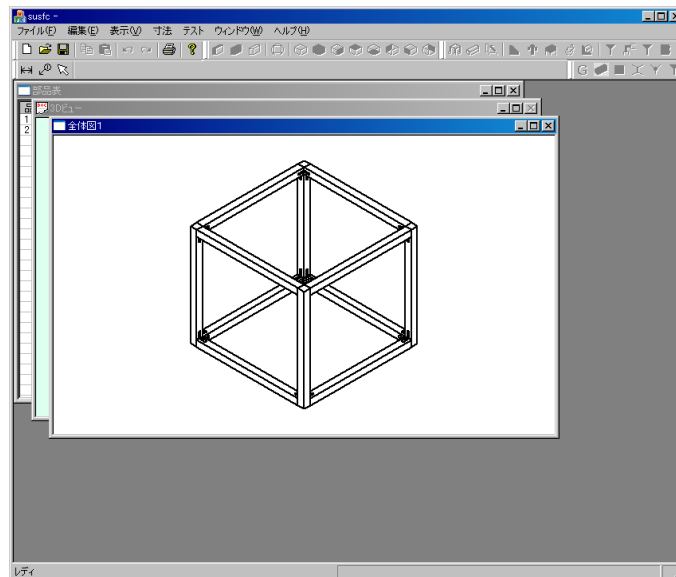 susfc -
ファイル(F) 編集(E) 表示(V) 寸法 テスト ウィンドウ(W) ヘルプ(H)
G
部品表
3Dビュー
全体図1
1
2
レディ